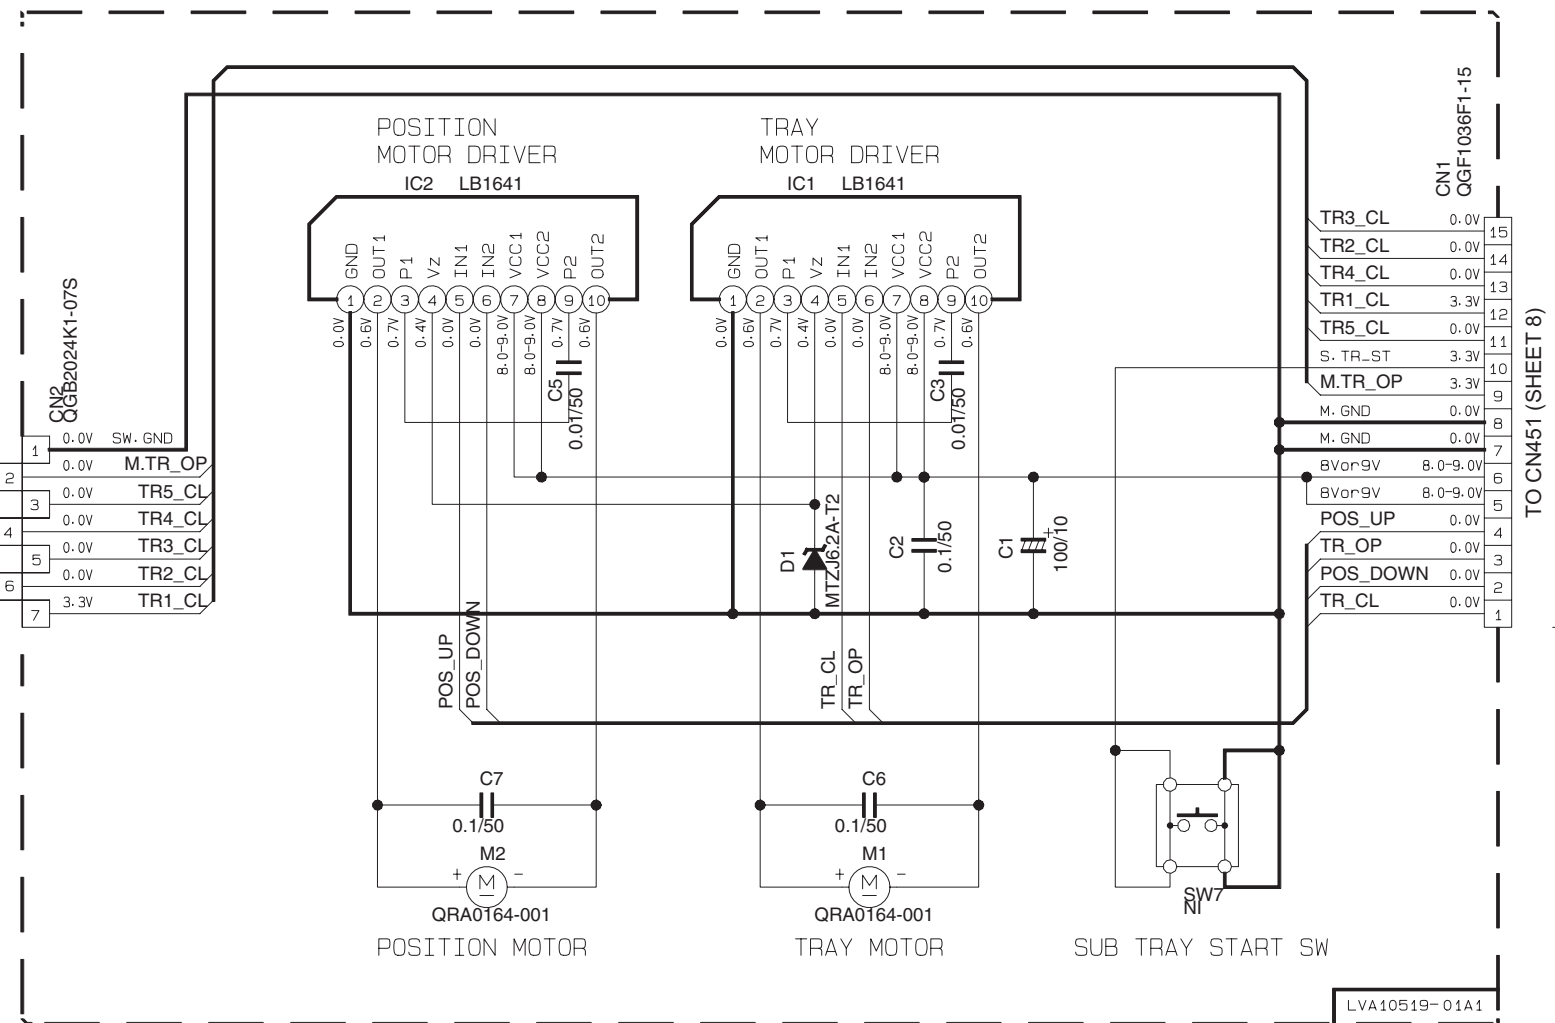 POSITION
MOTOR DRIVER
IC2 LB1641
GND OUT1 P1 Vz IN1 IN2 VCC1 VCC2 P2 OUT2
1 2 3 4 5 6 7 8 9 10
0.0V 0.6V 0.7V 0.4V 0.0V 0.0V 8.0-9.0V 8.0-9.0V 0.7V 0.6V
C5
0.01/50
TRAY
MOTOR DRIVER
IC1 LB1641
GND OUT1 P1 Vz IN1 IN2 VCC1 VCC2 P2 OUT2
1 2 3 4 5 6 7 8 9 10
0.0V 0.6V 0.7V 0.4V 0.0V 0.0V 8.0-9.0V 8.0-9.0V 0.7V 0.6V
C3
0.01/50
CN2
QGB2024K1-07S
1 0.0V SW.GND
2 0.0V M.TR_OP
3 0.0V TR5_CL
4 0.0V TR4_CL
5 0.0V TR3_CL
6 0.0V TR2_CL
7 3.3V TR1_CL
CN1
QGF1036F1-15
TR3_CL 0.0V 15
TR2_CL 0.0V 14
TR4_CL 0.0V 13
TR1_CL 3.3V 12
TR5_CL 0.0V 11
S.TR_ST 3.3V 10
M.TR_OP 3.3V 9
M.GND 0.0V 8
M.GND 0.0V 7
8Vor9V 8.0-9.0V 6
8Vor9V 8.0-9.0V 5
POS_UP 0.0V 4
TR_OP 0.0V 3
POS_DOWN 0.0V 2
TR_CL 0.0V 1
TO CN451 (SHEET 8)
D1
MTZJ6.2A-T2
C2
0.1/50
C1
+
100/10
POS_UP
POS_DOWN
TR_CL
TR_OP
C7
0.1/50
M2
+ M -
QRA0164-001
POSITION MOTOR
C6
0.1/50
M1
+ M -
QRA0164-001
TRAY MOTOR
SW7
NI
SUB TRAY START SW
LVA10519-01A1